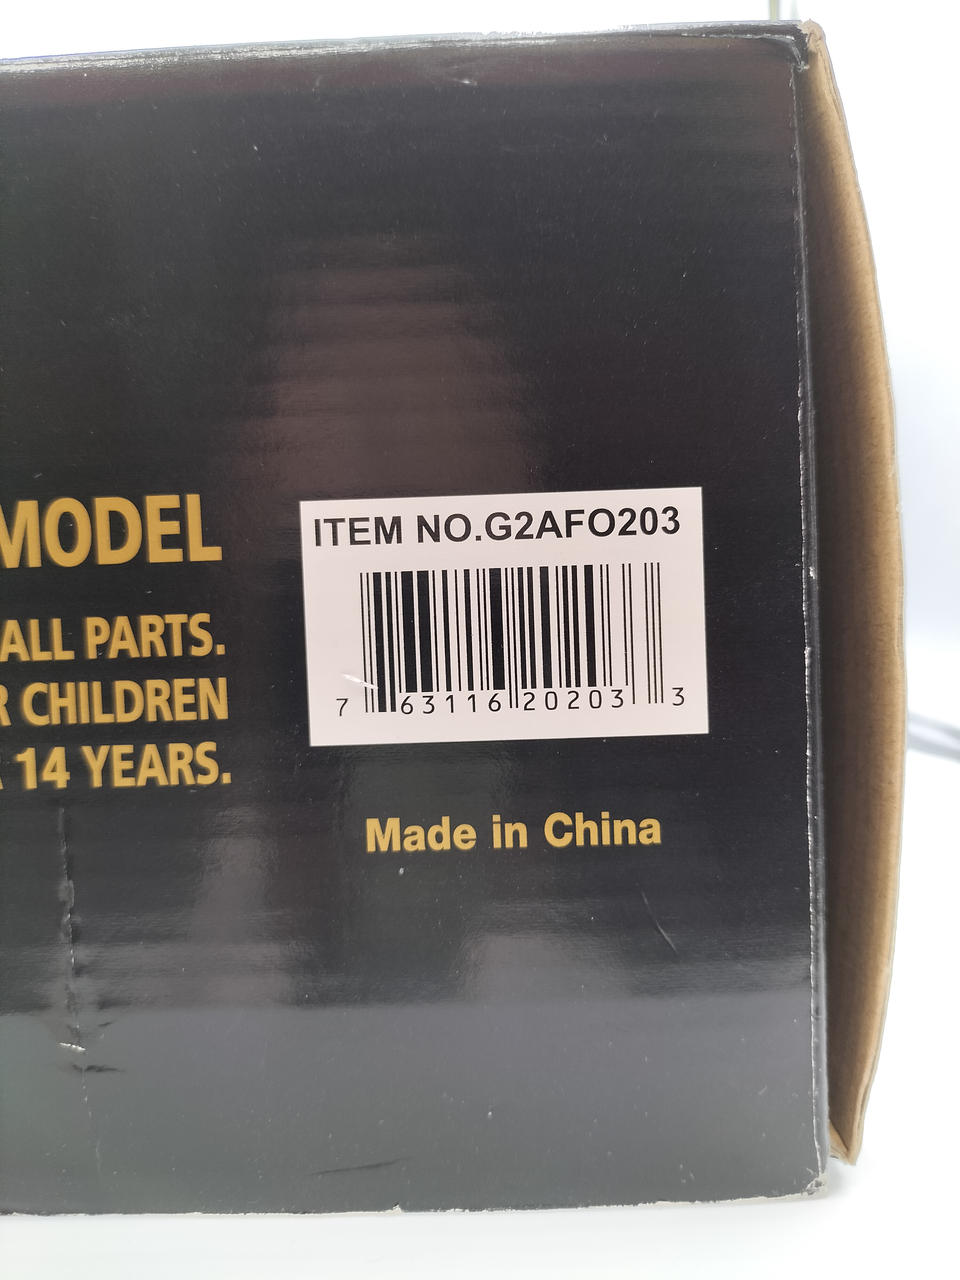 MODEL
ALL PARTS.
R CHILDREN
14 YEARS.
ITEM NO.G2AFO203
7 63116 20203 3
Made in China